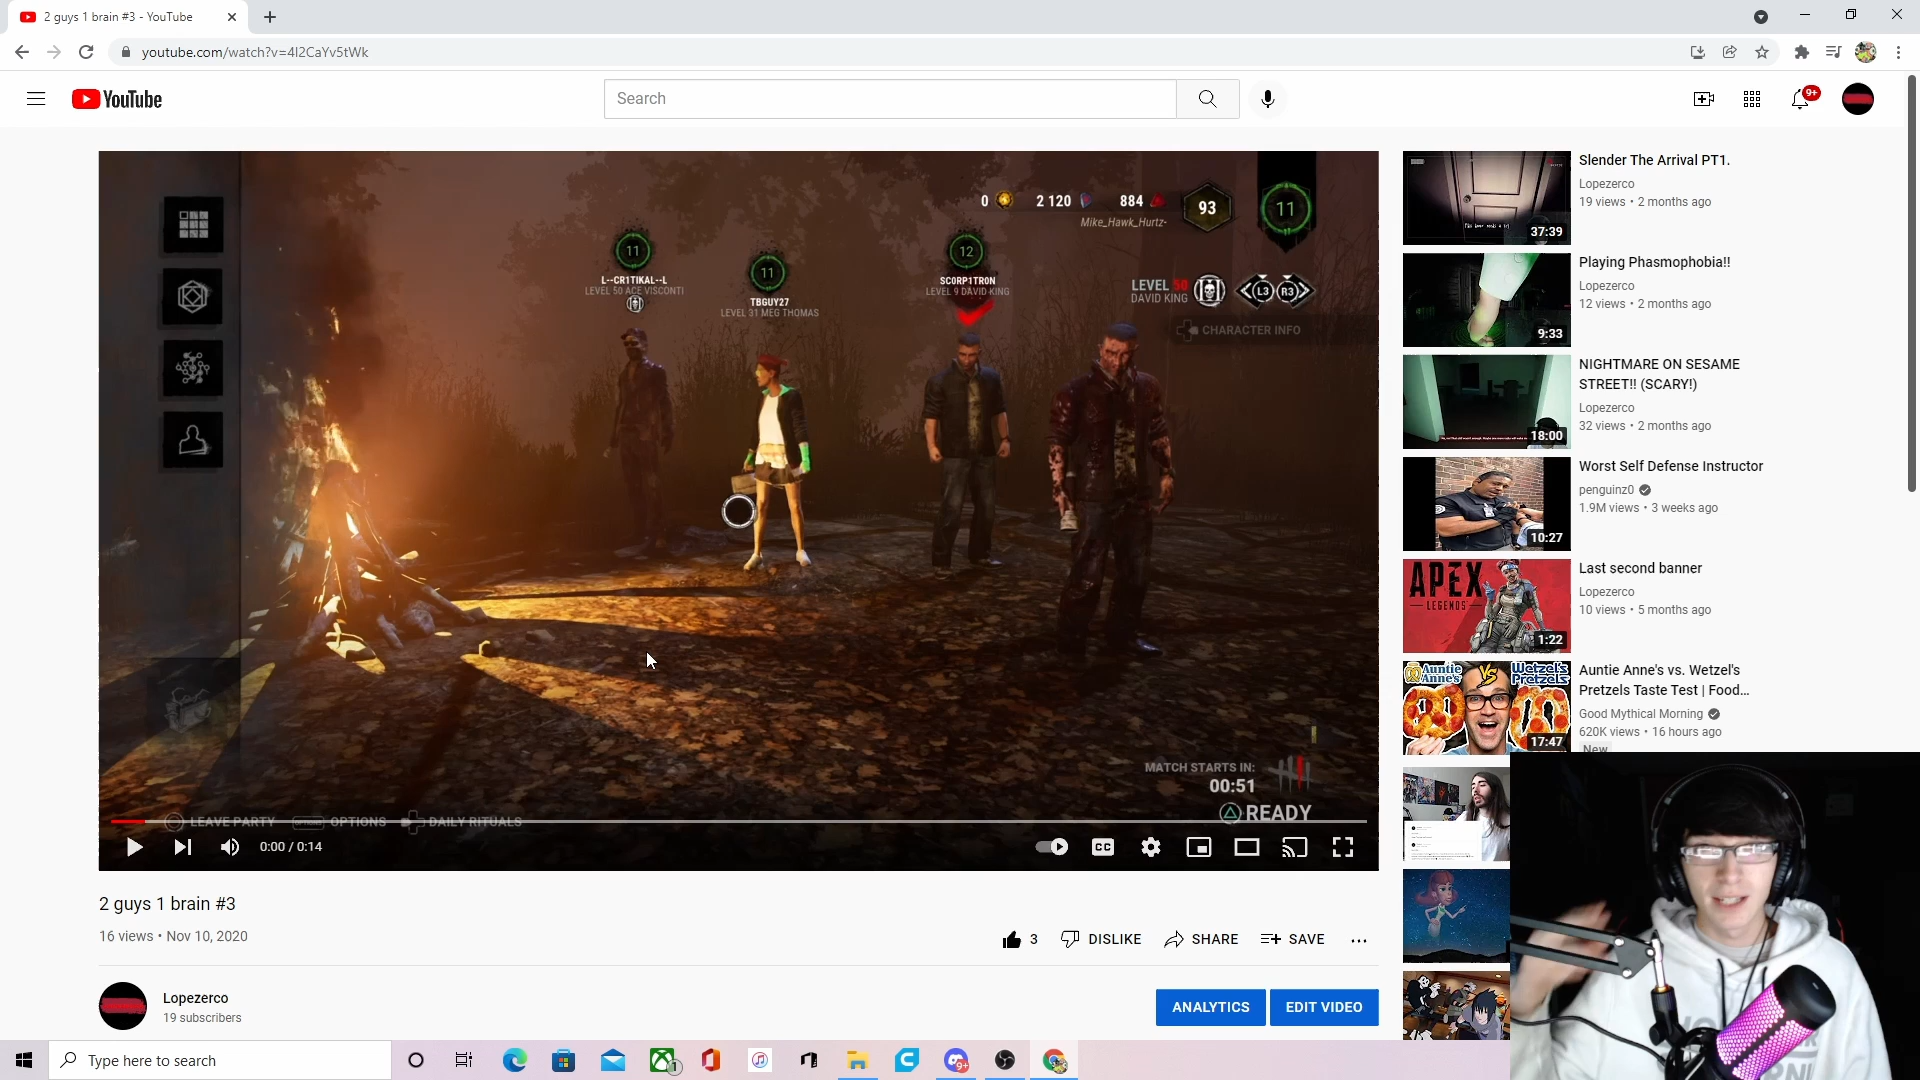 2 guys 1 brain #3 - YouTube
youtube.com/watch?v=4I2CaYv5tWk
YouTube
Search
9+
0
2 120
884
93
11
Mike_Hawk_Hurtz-
11
L--CR1TIKAL--L
LEVEL 50 ACE VISCONTI
11
TBGUY27
LEVEL 31 MEG THOMAS
12
SC0RP1TR0N
LEVEL 9 DAVID KING
LEVEL 50
DAVID KING
L3
R3
CHARACTER INFO
MATCH STARTS IN:
00:51
READY
LEAVE PARTY
OPTIONS
OPTIONS
DAILY RITUALS
0:00 / 0:14
CC
2 guys 1 brain #3
16 views • Nov 10, 2020
3
DISLIKE
SHARE
SAVE
Lopezerco
19 subscribers
ANALYTICS
EDIT VIDEO
37:39
Slender The Arrival PT1.
Lopezerco
19 views • 2 months ago
9:33
Playing Phasmophobia!!
Lopezerco
12 views • 2 months ago
18:00
NIGHTMARE ON SESAME
STREET!! (SCARY!)
Lopezerco
32 views • 2 months ago
10:27
Worst Self Defense Instructor
penguinz0
1.9M views • 3 weeks ago
APEX
LEGENDS
1:22
Last second banner
Lopezerco
10 views • 5 months ago
Auntie Anne's
VS
Wetzel's
Pretzels
17:47
Auntie Anne's vs. Wetzel's
Pretzels Taste Test | Food...
Good Mythical Morning
620K views • 16 hours ago
New
Type here to search
1
9+